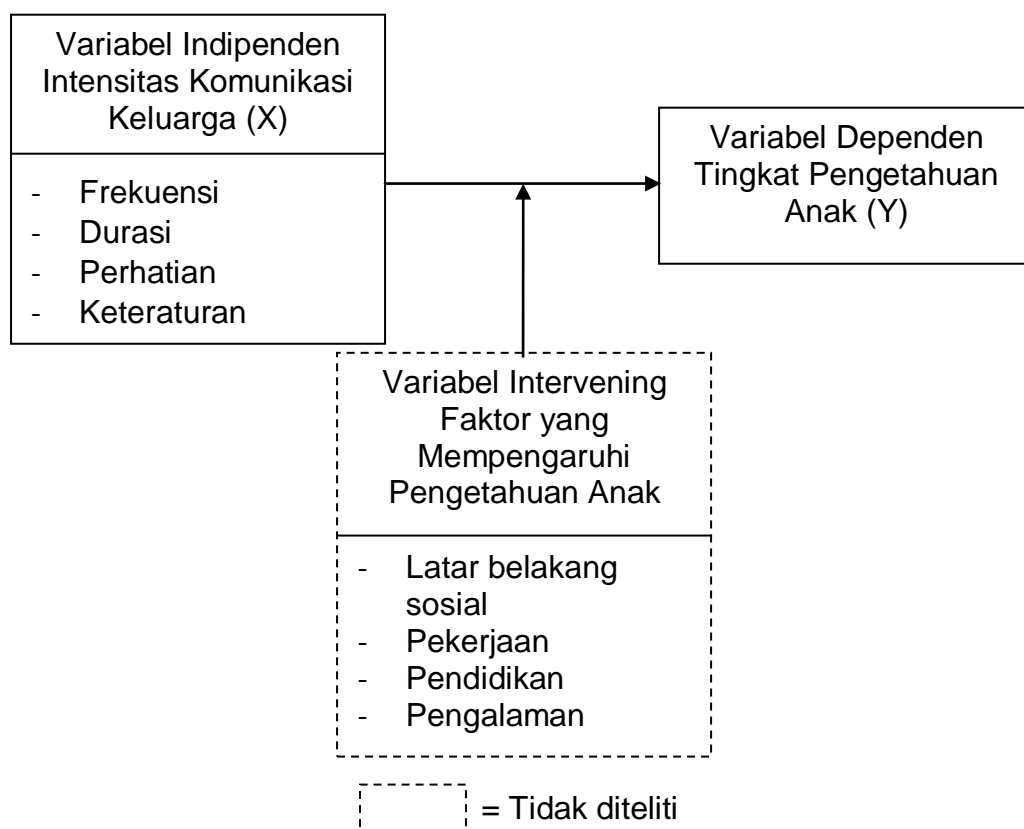 Variabel Indipenden
Intensitas Komunikasi
Keluarga (X)
- Frekuensi
- Durasi
- Perhatian
- Keteraturan
Variabel Dependen
Tingkat Pengetahuan
Anak (Y)
Variabel Intervening
Faktor yang
Mempengaruhi
Pengetahuan Anak
- Latar belakang
sosial
- Pekerjaan
- Pendidikan
- Pengalaman
= Tidak diteliti